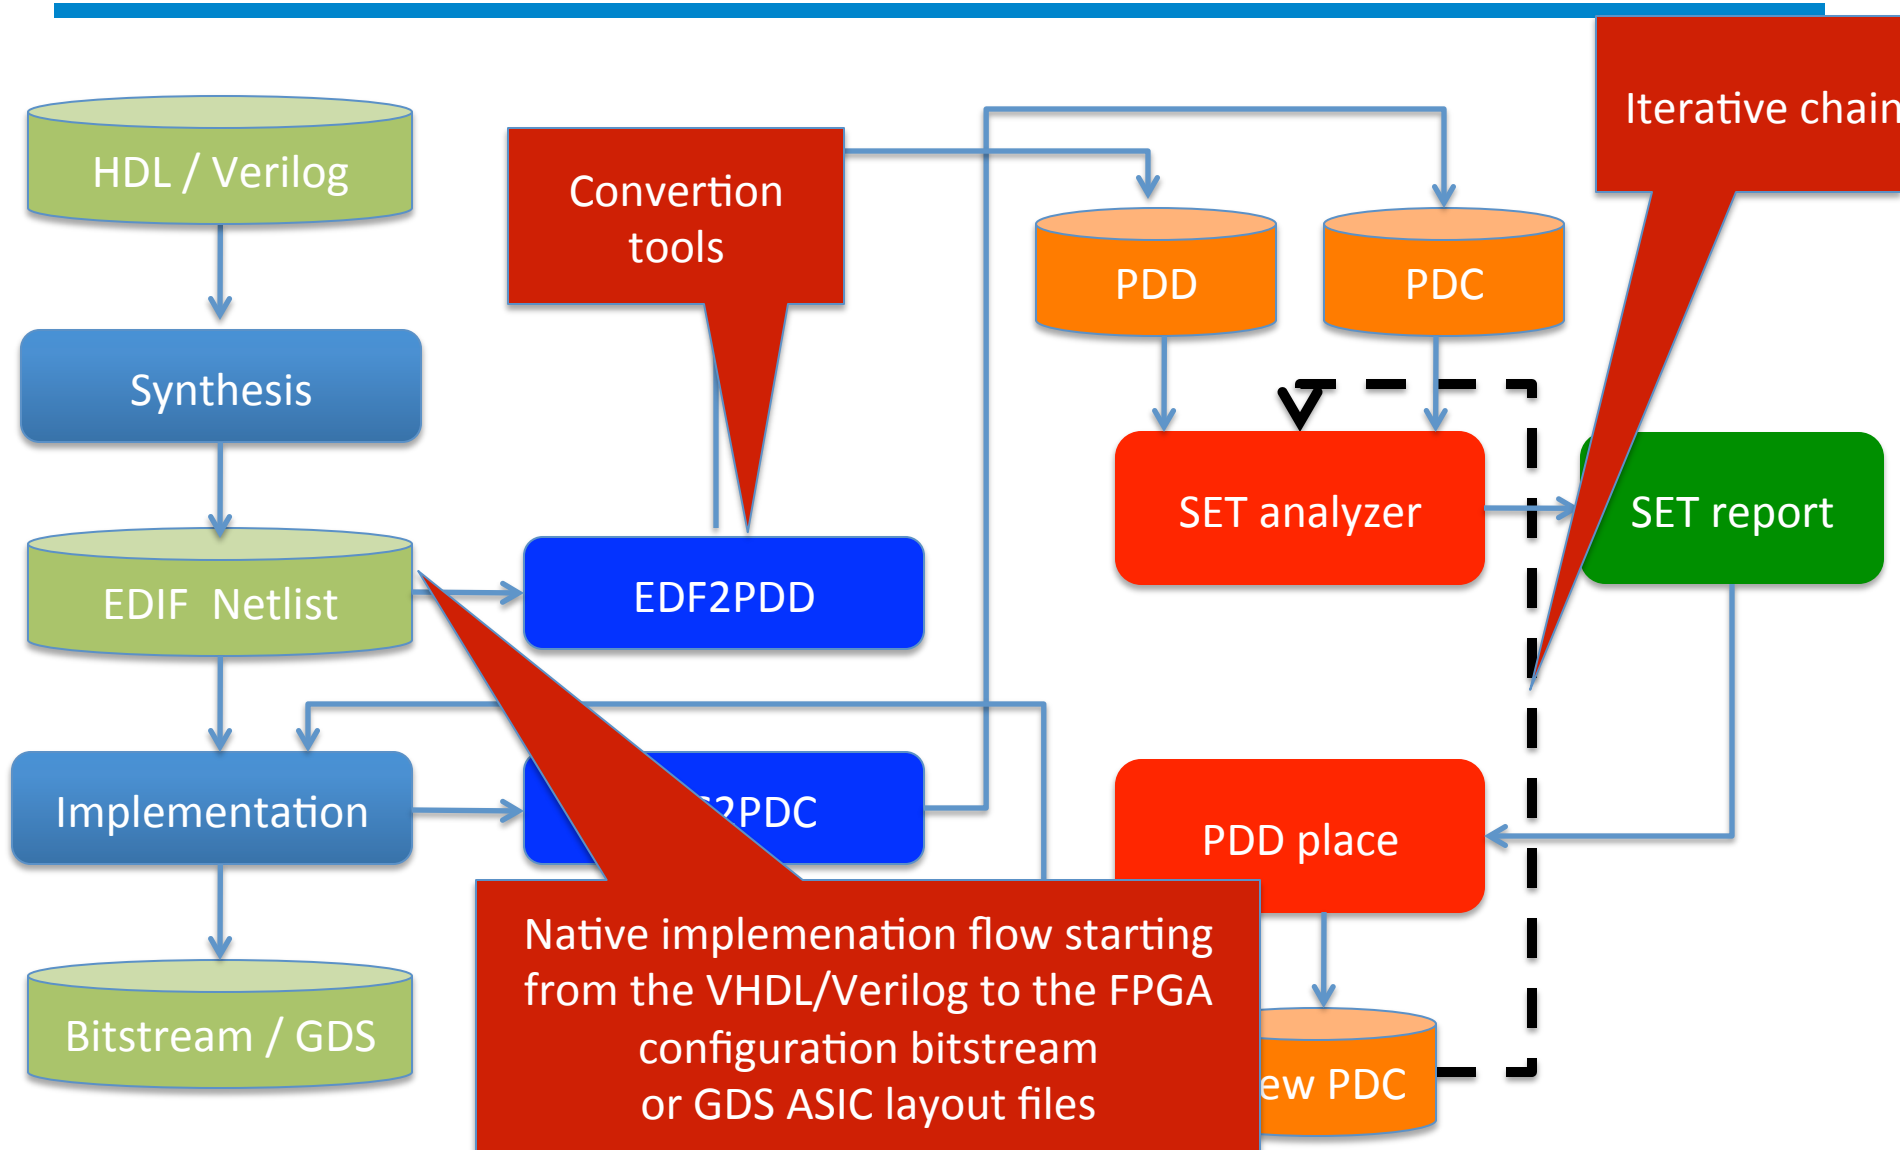 Iterative chain
HDL / Verilog
Convertion
tools
PDD
PDC
Synthesis
SET analyzer
SET report
EDIF Netlist
EDF2PDD
Implementation
2PDC
PDD place
Native implemenation flow starting
from the VHDL/Verilog to the FPGA
configuration bitstream
or GDS ASIC layout files
Bitstream / GDS
ew PDC